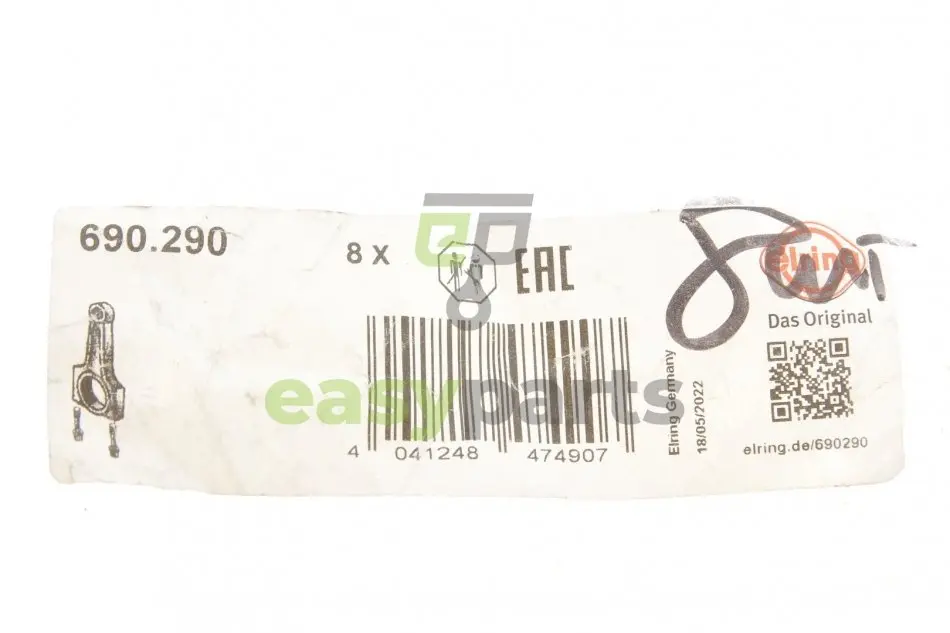 690.290
8 X
EAC
elring
Das Original
4 041248 474907
Elring Germany
18/05/2022
elring.de/690290
easyparts